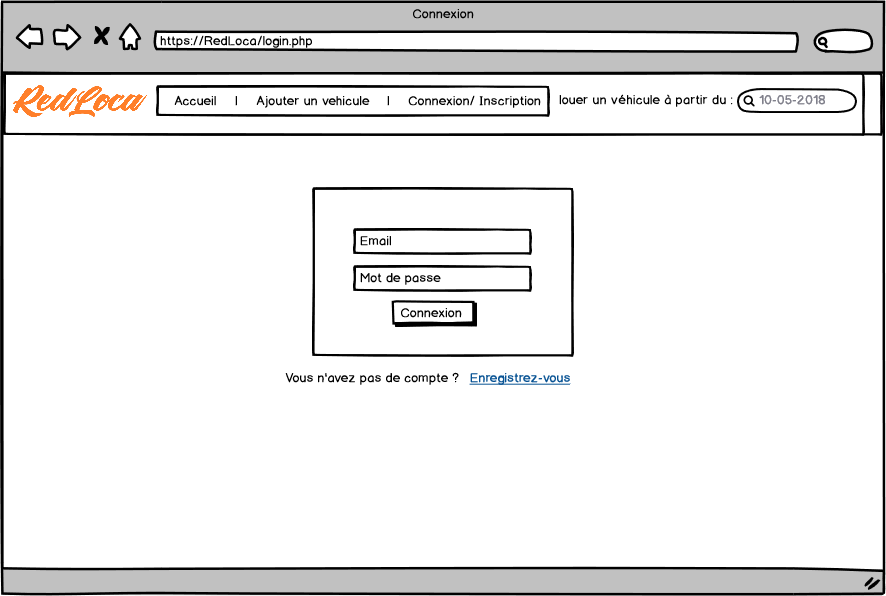 Connexion
https://RedLoca/login.php
RedLoca
Accueil | Ajouter un vehicule | Connexion/ Inscription
louer un véhicule à partir du : 10-05-2018
Email
Mot de passe
Connexion
Vous n'avez pas de compte ? Enregistrez-vous